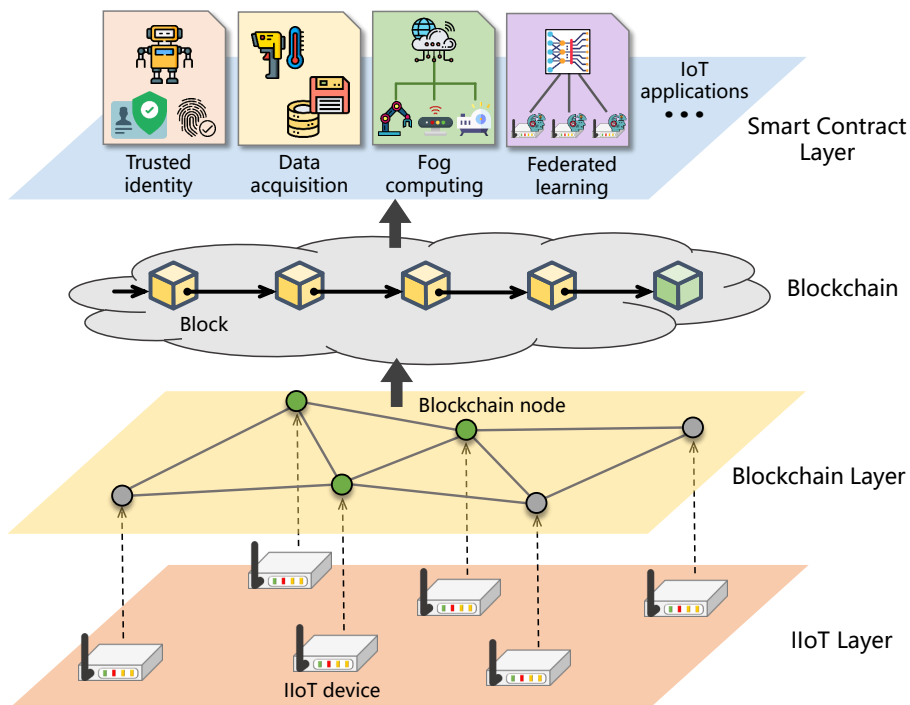 IoT
applications
Smart Contract
Layer
Trusted
identity
Data
acquisition
Fog
computing
Federated
learning
Blockchain
Block
Blockchain node
Blockchain Layer
IIoT Layer
IIoT device